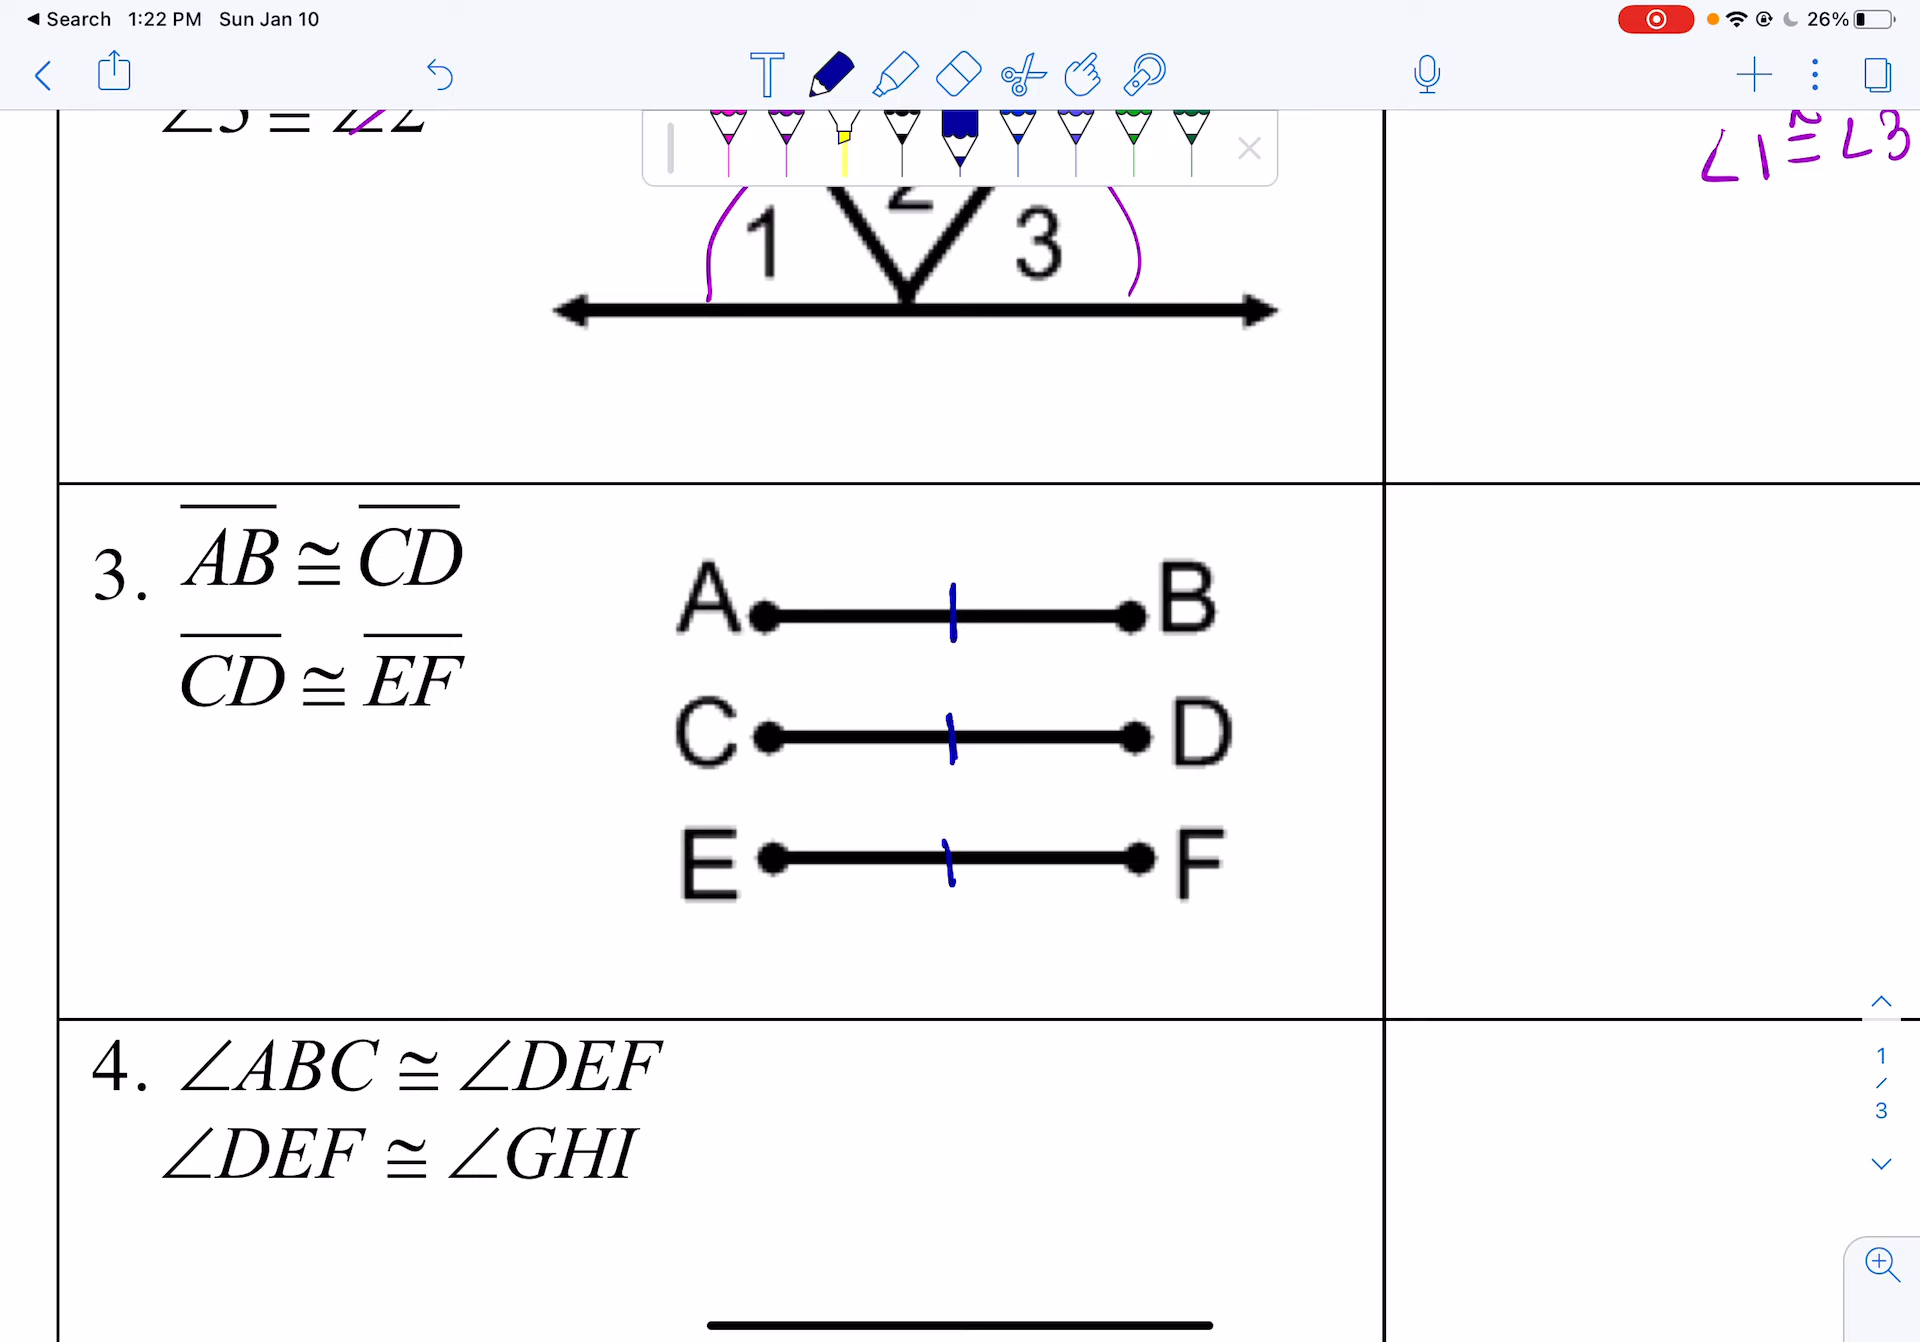 Search 1:22 PM Sun Jan 10 26%
T
∠1 ≅ ∠3
1 2 3
3. AB ≅ CD
CD ≅ EF
A B
C D
E F
4. ∠ABC ≅ ∠DEF
∠DEF ≅ ∠GHI
1
/
3